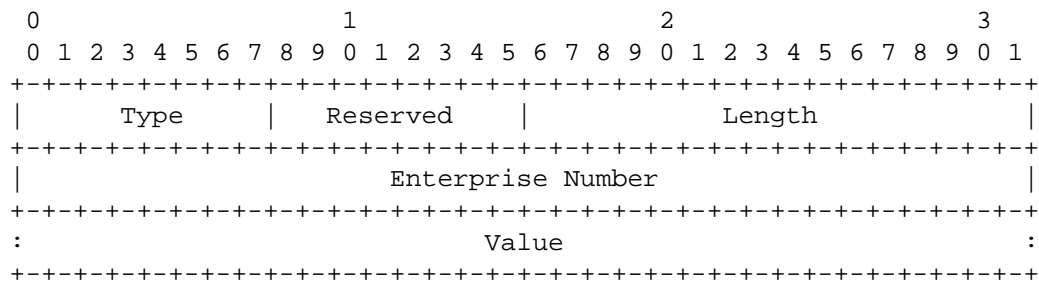 0                   1                   2                   3
 0 1 2 3 4 5 6 7 8 9 0 1 2 3 4 5 6 7 8 9 0 1 2 3 4 5 6 7 8 9 0 1
+-+-+-+-+-+-+-+-+-+-+-+-+-+-+-+-+-+-+-+-+-+-+-+-+-+-+-+-+-+-+-+-+
|      Type     |   Reserved    |            Length             |
+-+-+-+-+-+-+-+-+-+-+-+-+-+-+-+-+-+-+-+-+-+-+-+-+-+-+-+-+-+-+-+-+
|                       Enterprise Number                       |
+-+-+-+-+-+-+-+-+-+-+-+-+-+-+-+-+-+-+-+-+-+-+-+-+-+-+-+-+-+-+-+-+
:                             Value                             :
+-+-+-+-+-+-+-+-+-+-+-+-+-+-+-+-+-+-+-+-+-+-+-+-+-+-+-+-+-+-+-+-+